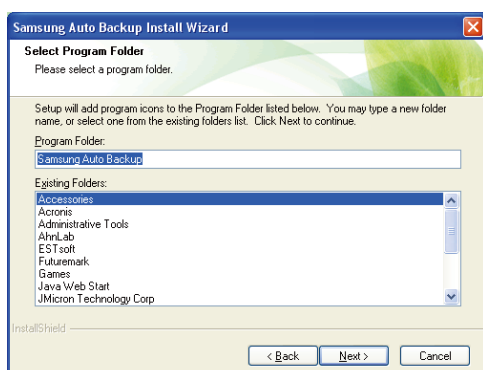 Samsung Auto Backup Install Wizard
Select Program Folder
Please select a program folder.
Setup will add program icons to the Program Folder listed below. You may type a new folder
name, or select one from the existing folders list. Click Next to continue.
Program Folder:
Samsung Auto Backup
Existing Folders:
Accessories
Acronis
Administrative Tools
AhnLab
ESTsoft
Futuremark
Games
Java Web Start
JMicron Technology Corp
InstallShield
< Back
Next >
Cancel